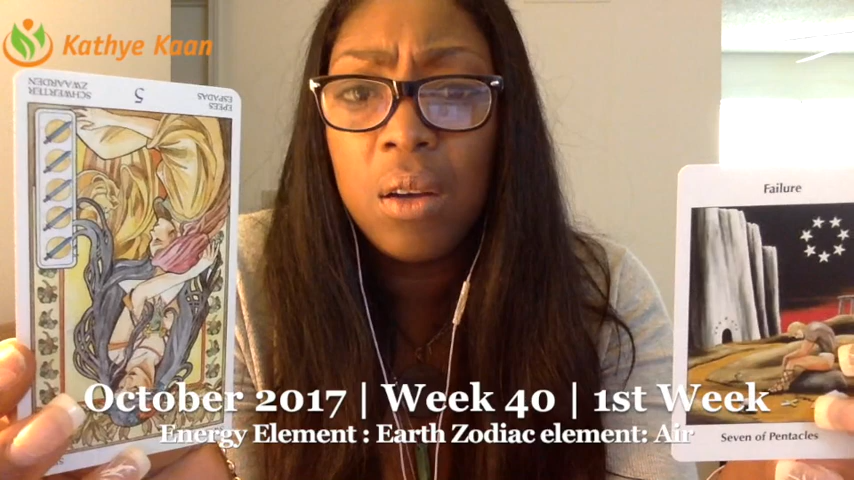 Kathye Kaan
SCHWERTER
ZWAARDEN
5
EPEES
ESPADAS
Failure
October 2017 | Week 40 | 1st Week
Energy Element : Earth Zodiac element: Air
Seven of Pentacles